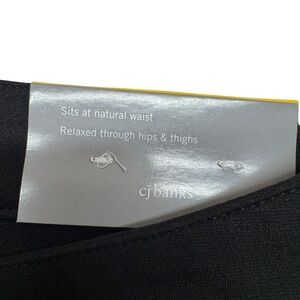 Sits at natural waist
Relaxed through hips & thighs
cj banks